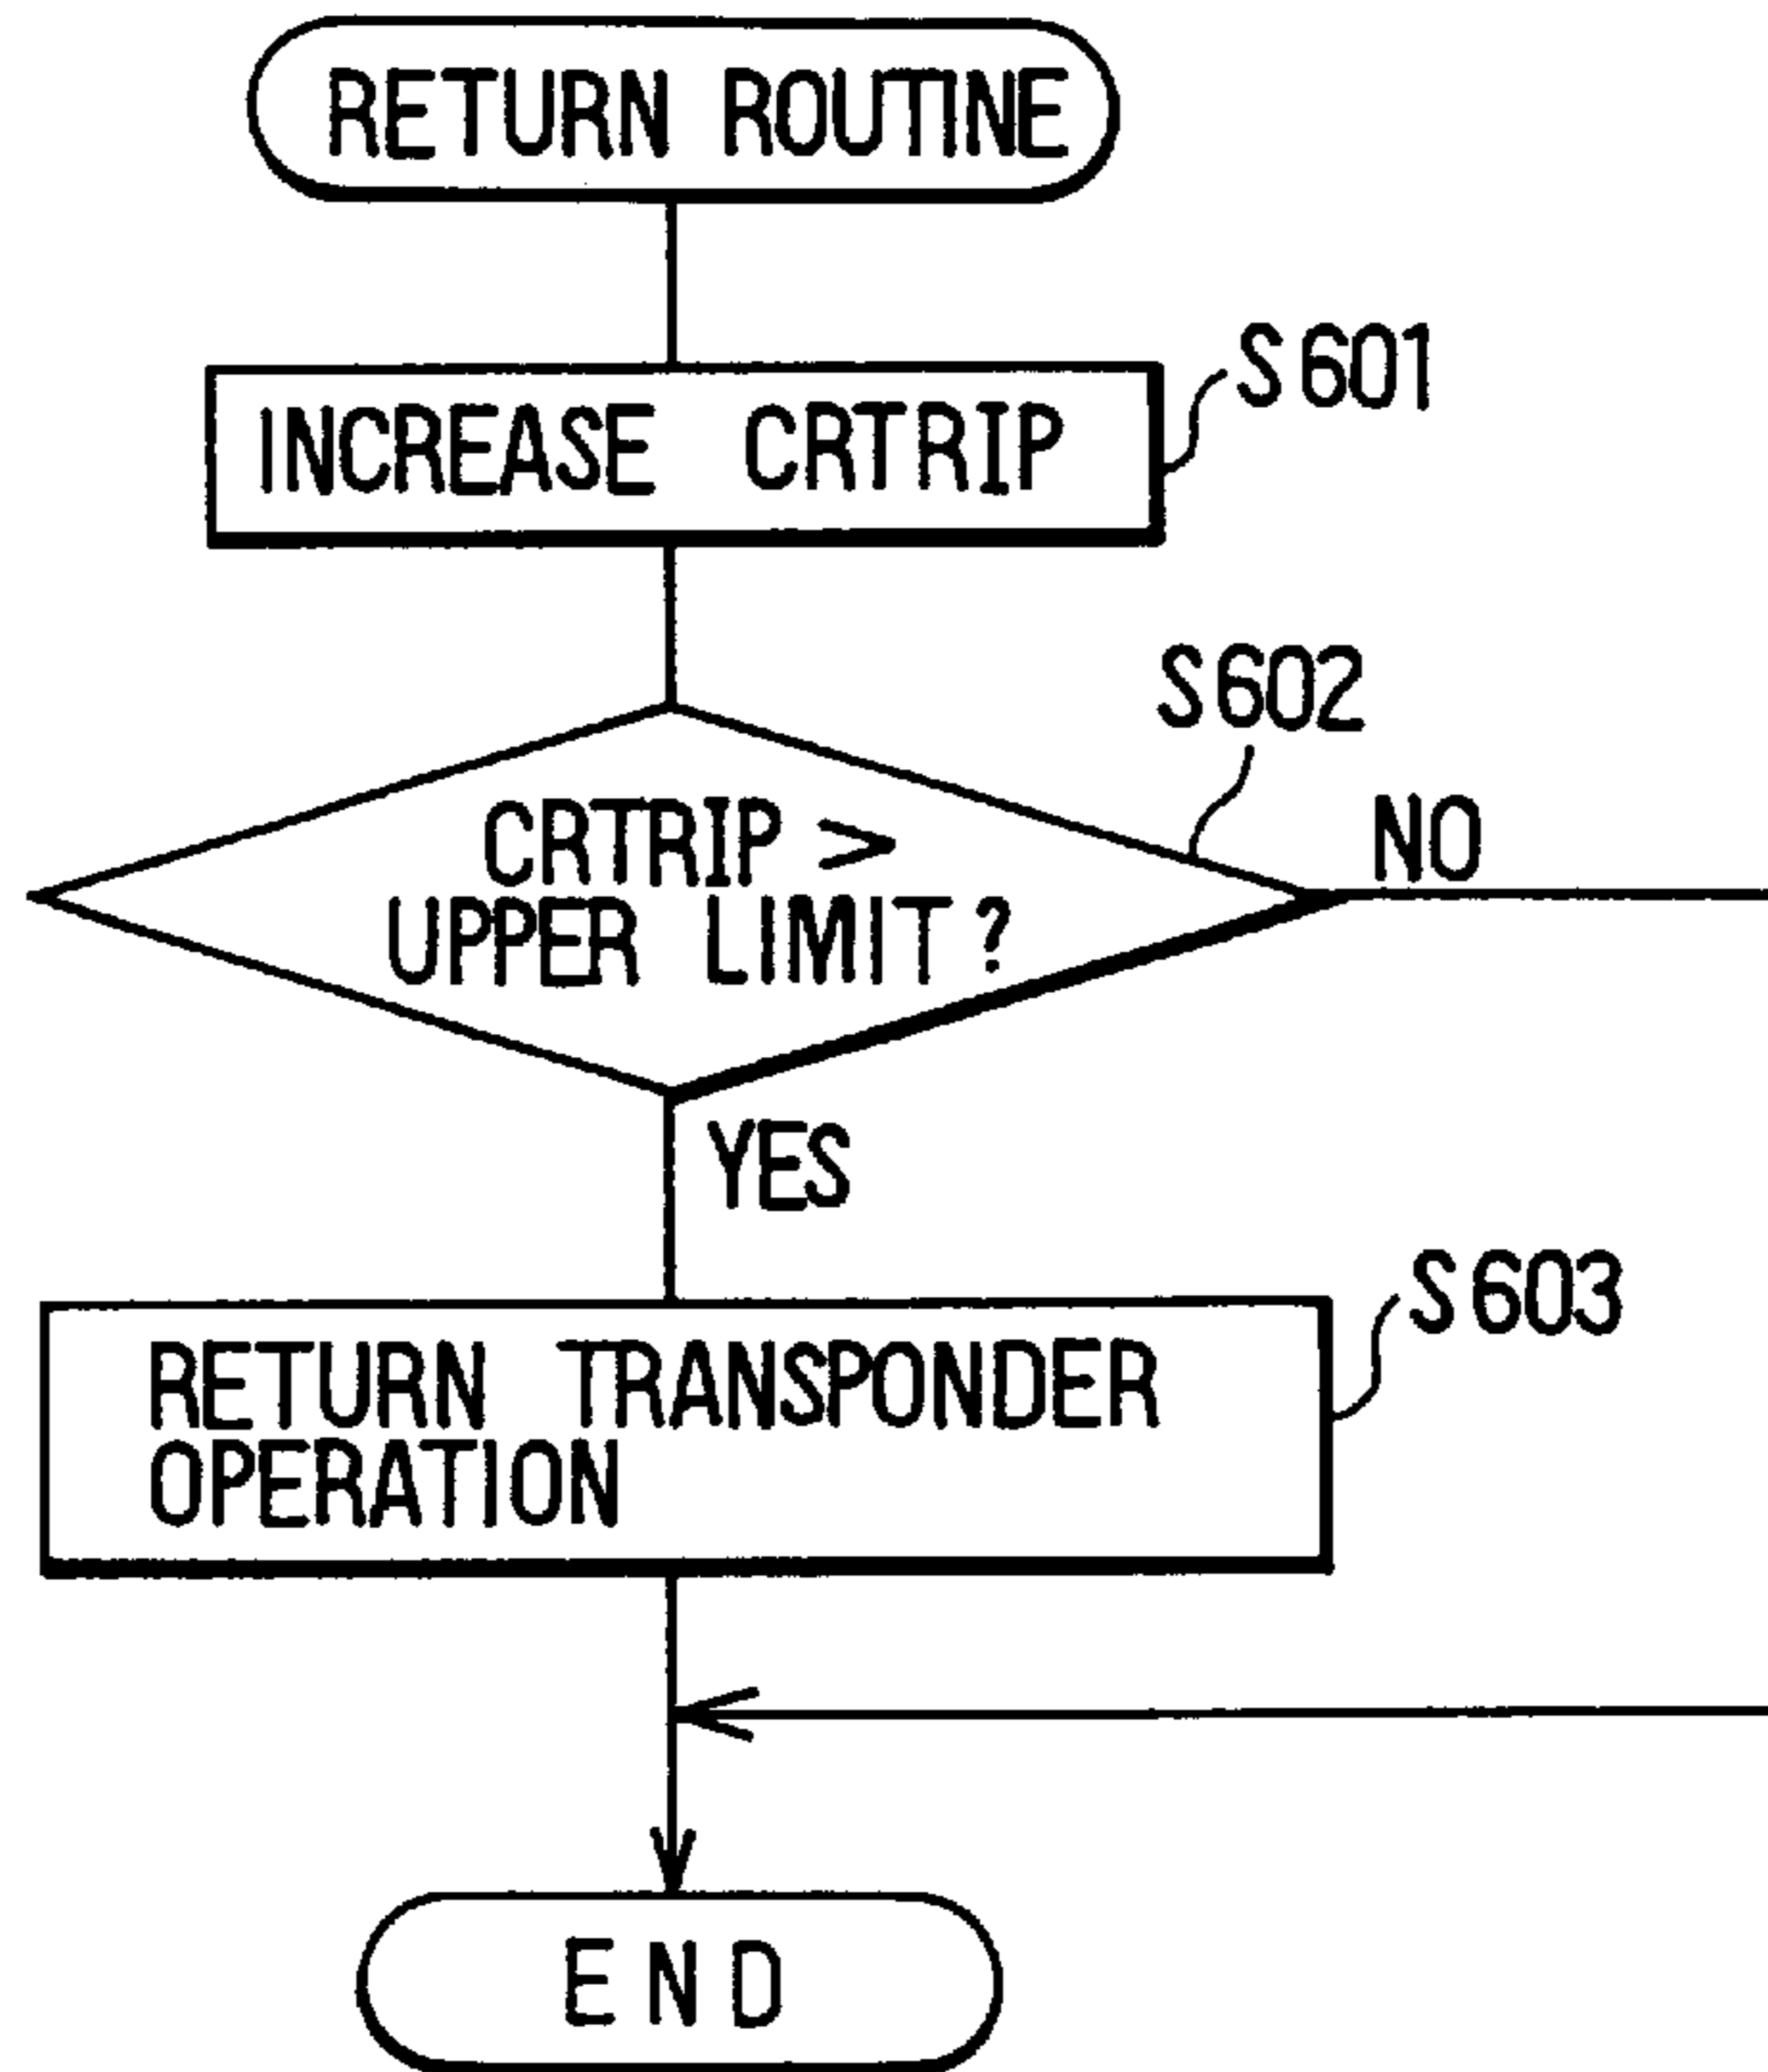 RETURN ROUTINE
S601
INCREASE CRTRIP
S602
CRTRIP >
UPPER LIMIT?
NO
YES
S603
RETURN TRANSPONDER
OPERATION
END